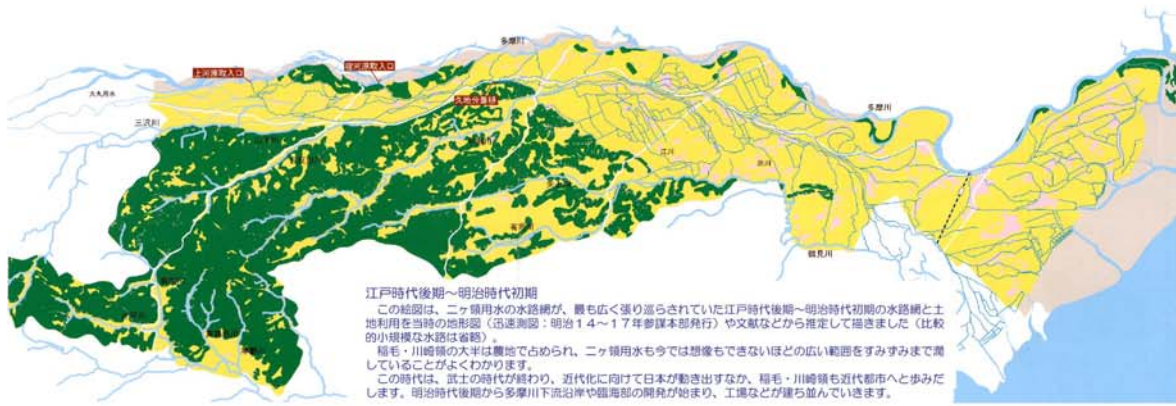 多摩川
上河原取入口
宿河原取入口
大丸用水
久地分量樋
多摩川
三沢川
江川
渋川
鶴見川
江戸時代後期～明治時代初期
この絵図は、二ヶ領用水の水路網が、最も広く張り巡らされていた江戸時代後期～明治時代初期の水路網と土
地利用を当時の地形図（迅速測図：明治１４～１７年参謀本部発行）や文献などから推定して描きました（比較
的小規模な水路は省略）。
稲毛・川崎領の大半は農地で占められ、二ヶ領用水も今では想像もできないほどの広い範囲をすみずみまで潤
していることがよくわかります。
この時代は、武士の時代が終わり、近代化に向けて日本が動き出すなか、稲毛・川崎領も近代都市へと歩みだ
します。明治時代後期から多摩川下流沿岸や臨海部の開発が始まり、工場などが建ち並んでいきます。